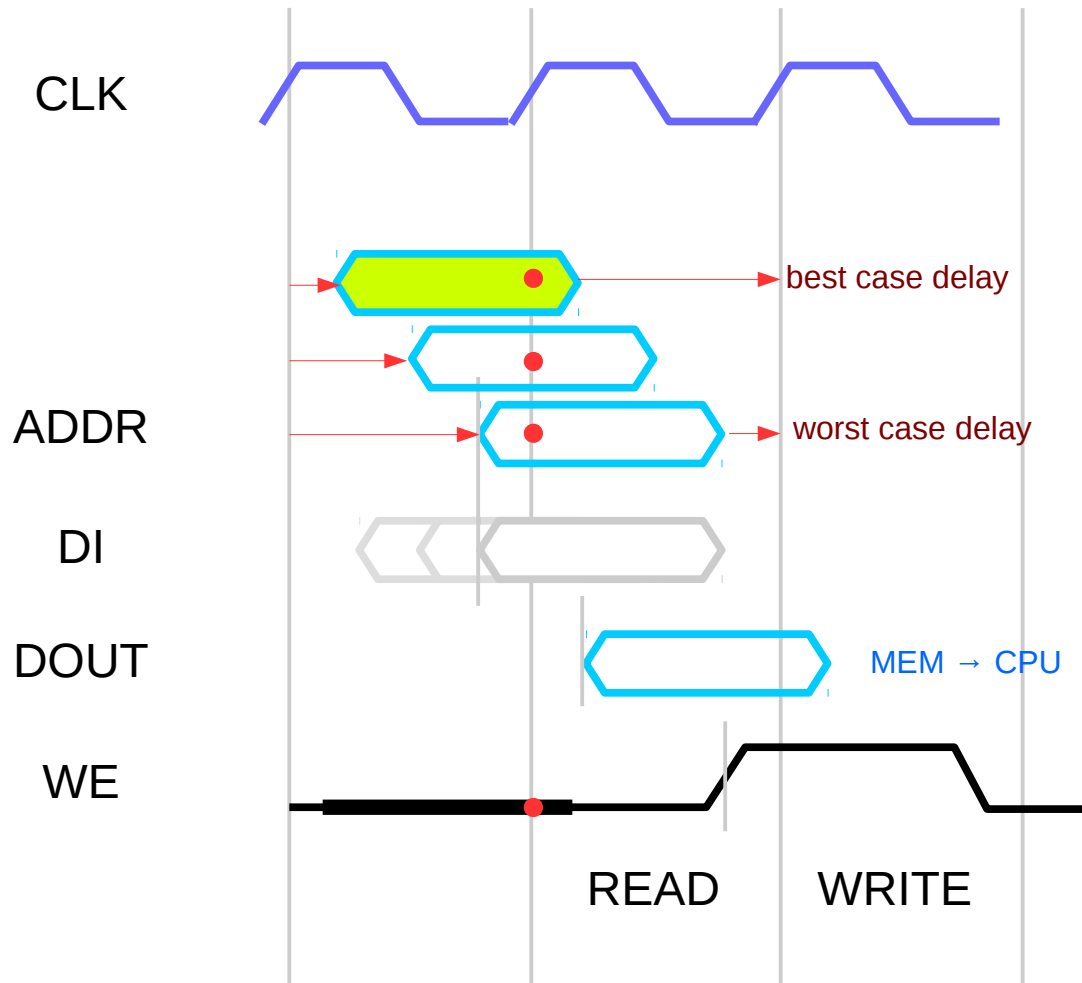 CLK
best case delay
ADDR
worst case delay
DI
DOUT
MEM → CPU
WE
READ
WRITE